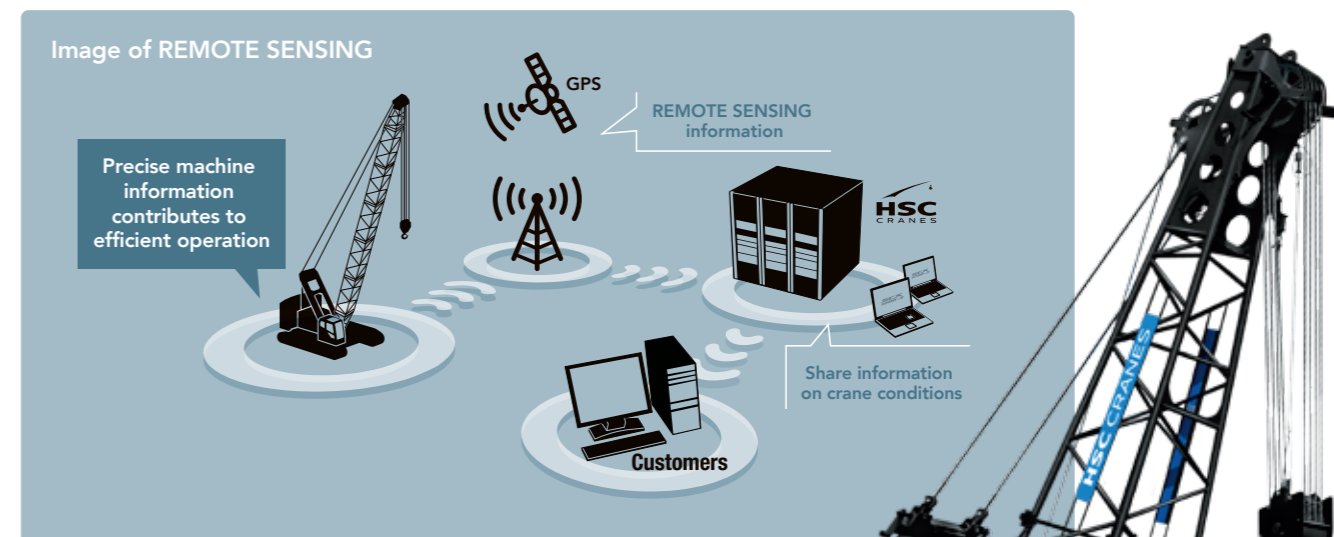 Image of REMOTE SENSING
GPS
REMOTE SENSING
information
Precise machine
information
contributes to
efficient operation
HSC
CRANES
Share information
on crane conditions
Customers
HSC CRANES